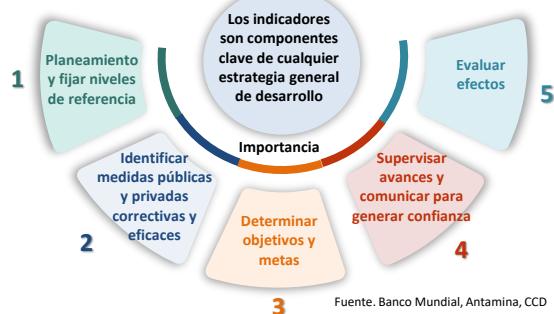 Los indicadores
son componentes
clave de cualquier
estrategia general
de desarrollo
Importancia
1
Planeamiento
y fijar niveles
de referencia
2
Identificar
medidas públicas
y privadas
correctivas y
eficaces
3
Determinar
objetivos y
metas
4
Supervisar
avances y
comunicar para
generar confianza
5
Evaluar
efectos
Fuente. Banco Mundial, Antamina, CCD